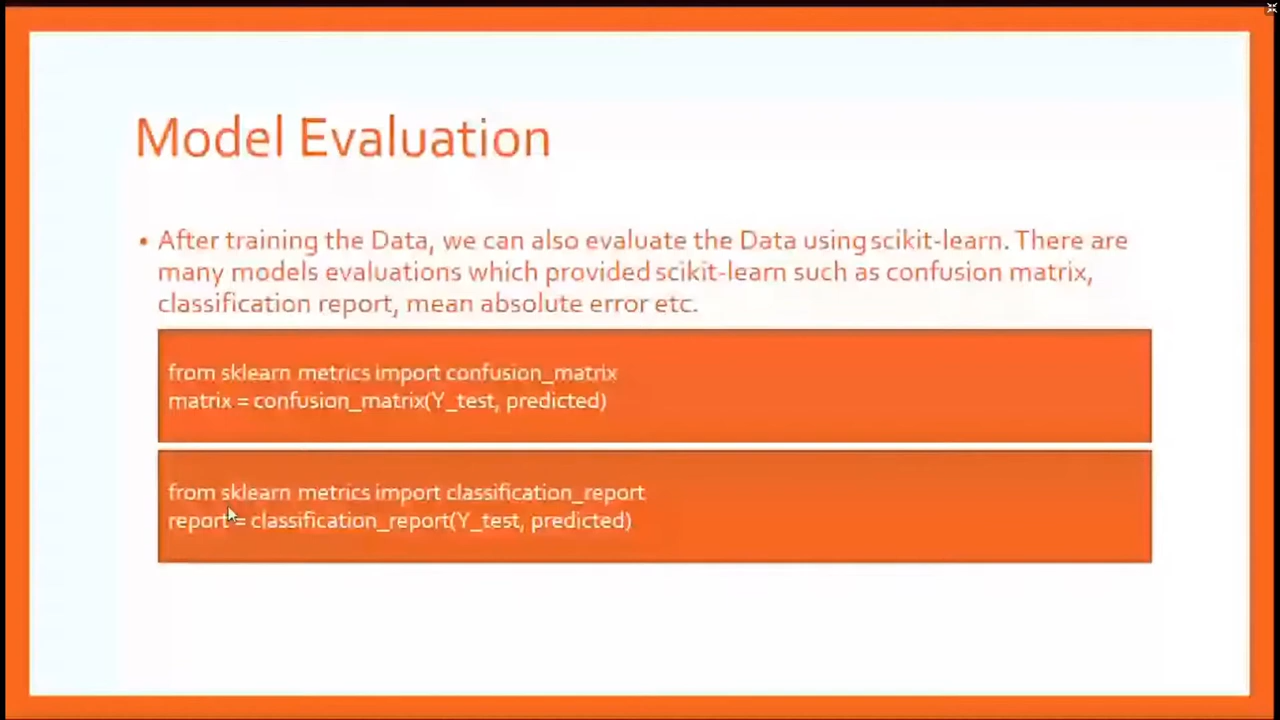 Model Evaluation
• After training the Data, we can also evaluate the Data using scikit-learn. There are
many models evaluations which provided scikit-learn such as confusion matrix,
classification report, mean absolute error etc.
from sklearn metrics import confusion_matrix
matrix = confusion_matrix(Y_test, predicted)
from sklearn metrics import classification_report
report = classification_report(Y_test, predicted)